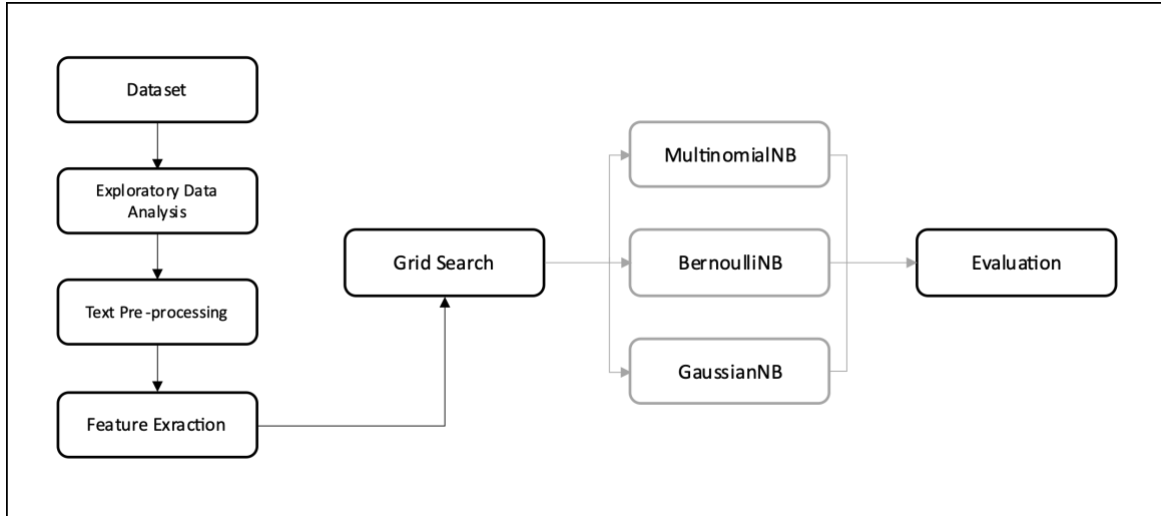 Dataset
Exploratory Data
Analysis
Text Pre-processing
Feature Exraction
Grid Search
MultinomialNB
BernoulliNB
GaussianNB
Evaluation